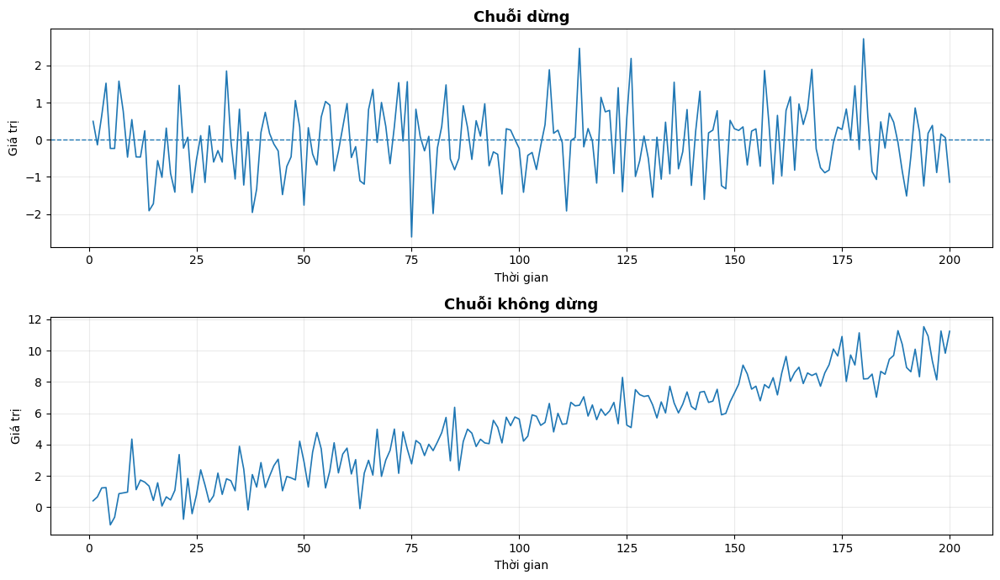 Chuỗi dừng
Giá trị
2
1
0
−1
−2
0 25 50 75 100 125 150 175 200
Thời gian
Chuỗi không dừng
Giá trị
12
10
8
6
4
2
0
0 25 50 75 100 125 150 175 200
Thời gian